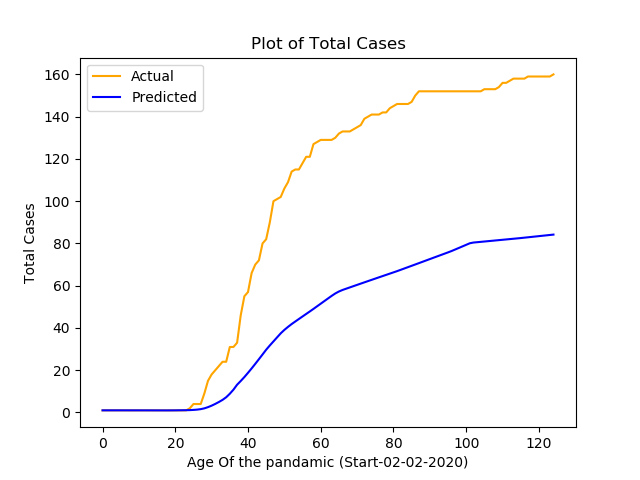 Plot of Total Cases
Actual
Predicted
160
140
120
100
80
60
40
20
0
Total Cases
0 20 40 60 80 100 120
Age Of the pandamic (Start-02-02-2020)